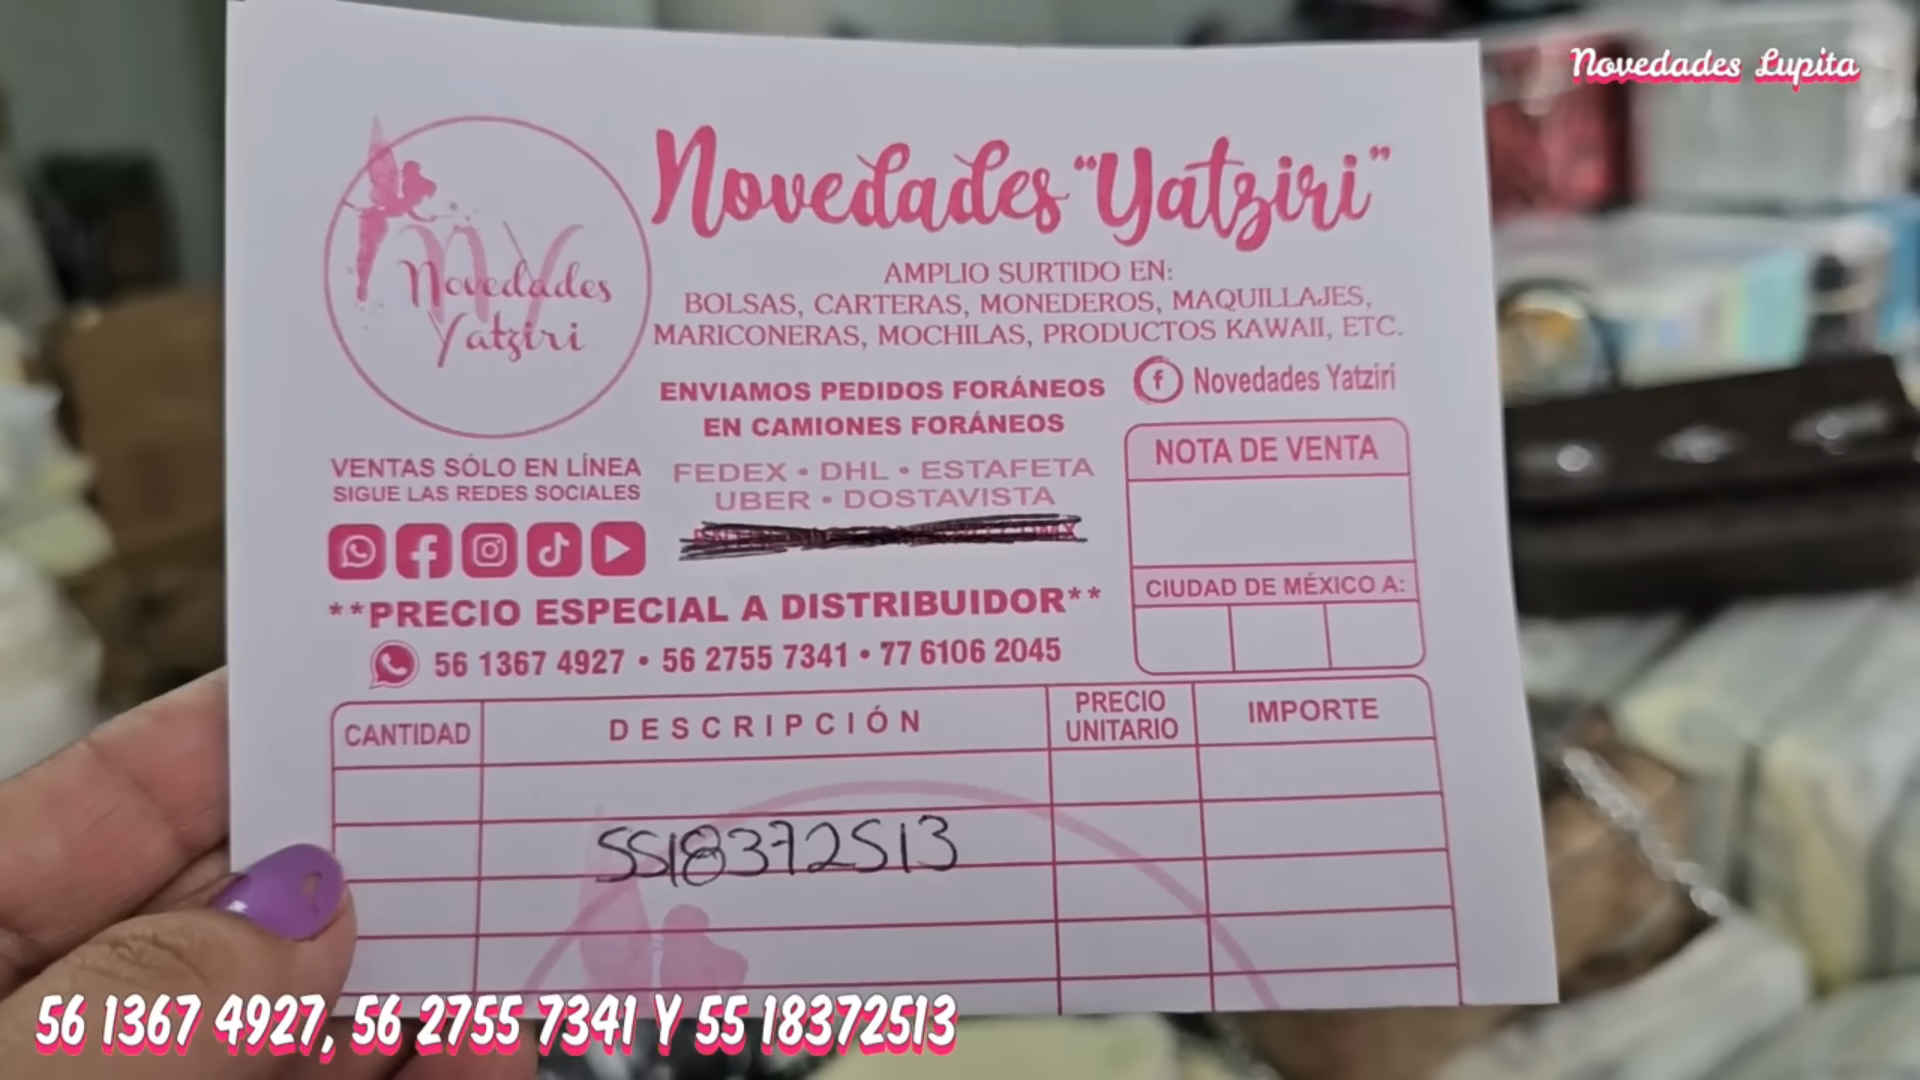 Novedades Lupita
Novedades "Yatziri"
NY
Novedades
Yatziri
AMPLIO SURTIDO EN:
BOLSAS, CARTERAS, MONEDEROS, MAQUILLAJES,
MARICONERAS, MOCHILAS, PRODUCTOS KAWAII, ETC.
ENVIAMOS PEDIDOS FORÁNEOS
EN CAMIONES FORÁNEOS
f Novedades Yatziri
VENTAS SÓLO EN LÍNEA
SIGUE LAS REDES SOCIALES
FEDEX • DHL • ESTAFETA
UBER • DOSTAVISTA
NOTA DE VENTA
CIUDAD DE MÉXICO A:
**PRECIO ESPECIAL A DISTRIBUIDOR**
56 1367 4927 • 56 2755 7341 • 77 6106 2045
CANTIDAD
DESCRIPCIÓN
PRECIO
UNITARIO
IMPORTE
5518372513
56 1367 4927, 56 2755 7341 Y 55 18372513